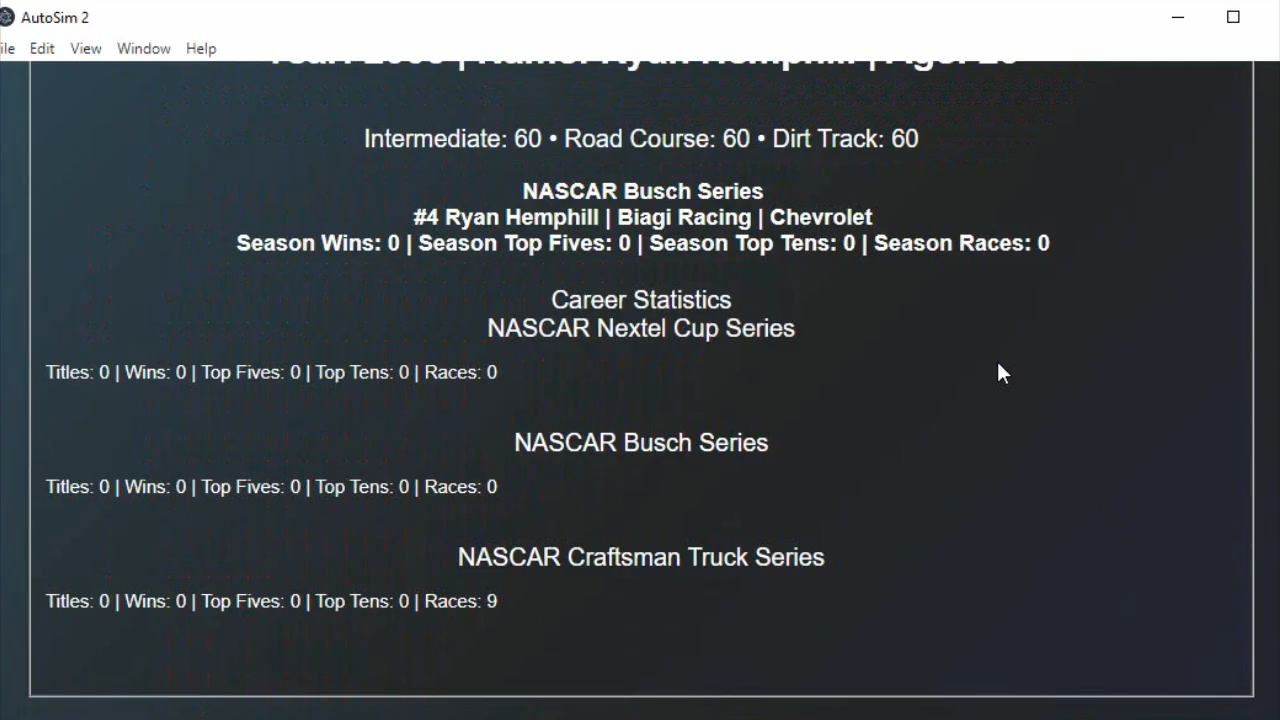 AutoSim 2
ile Edit View Window Help
Ryan Hemphill
Intermediate: 60 • Road Course: 60 • Dirt Track: 60
NASCAR Busch Series
#4 Ryan Hemphill | Biagi Racing | Chevrolet
Season Wins: 0 | Season Top Fives: 0 | Season Top Tens: 0 | Season Races: 0
Career Statistics
NASCAR Nextel Cup Series
Titles: 0 | Wins: 0 | Top Fives: 0 | Top Tens: 0 | Races: 0
NASCAR Busch Series
Titles: 0 | Wins: 0 | Top Fives: 0 | Top Tens: 0 | Races: 0
NASCAR Craftsman Truck Series
Titles: 0 | Wins: 0 | Top Fives: 0 | Top Tens: 0 | Races: 9